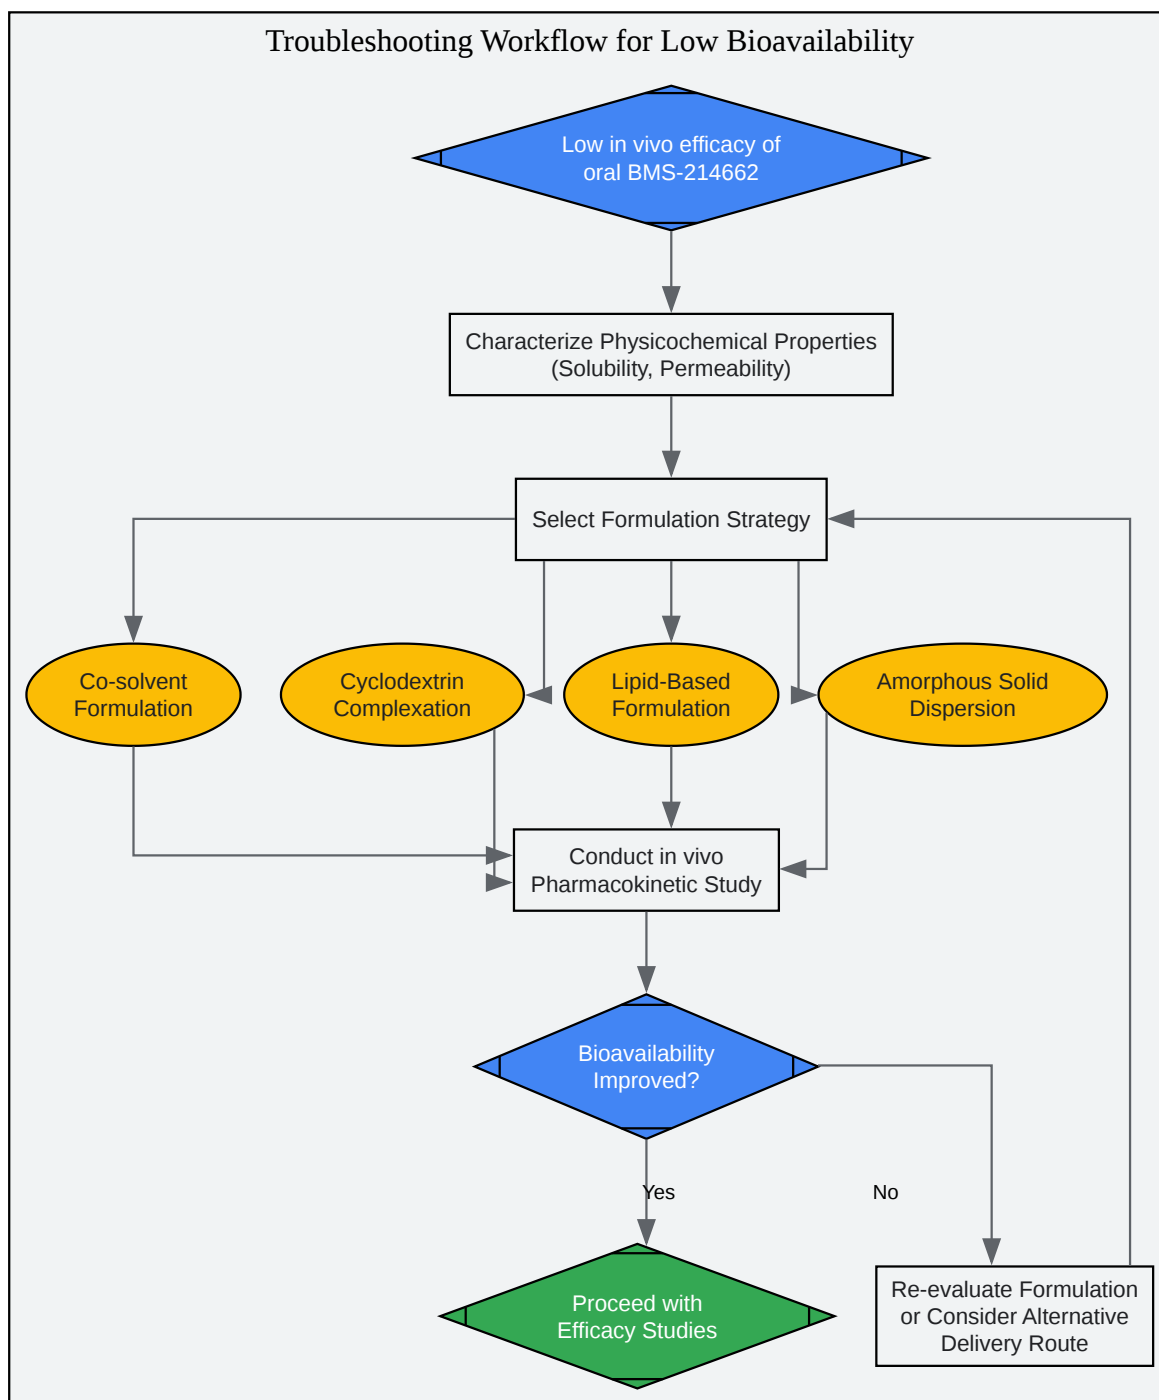 Troubleshooting Workflow for Low Bioavailability
Low in vivo efficacy of
oral BMS-214662
Characterize Physicochemical Properties
(Solubility, Permeability)
Select Formulation Strategy
Co-solvent
Formulation
Cyclodextrin
Complexation
Lipid-Based
Formulation
Amorphous Solid
Dispersion
Conduct in vivo
Pharmacokinetic Study
Bioavailability
Improved?
Yes
No
Proceed with
Efficacy Studies
Re-evaluate Formulation
or Consider Alternative
Delivery Route